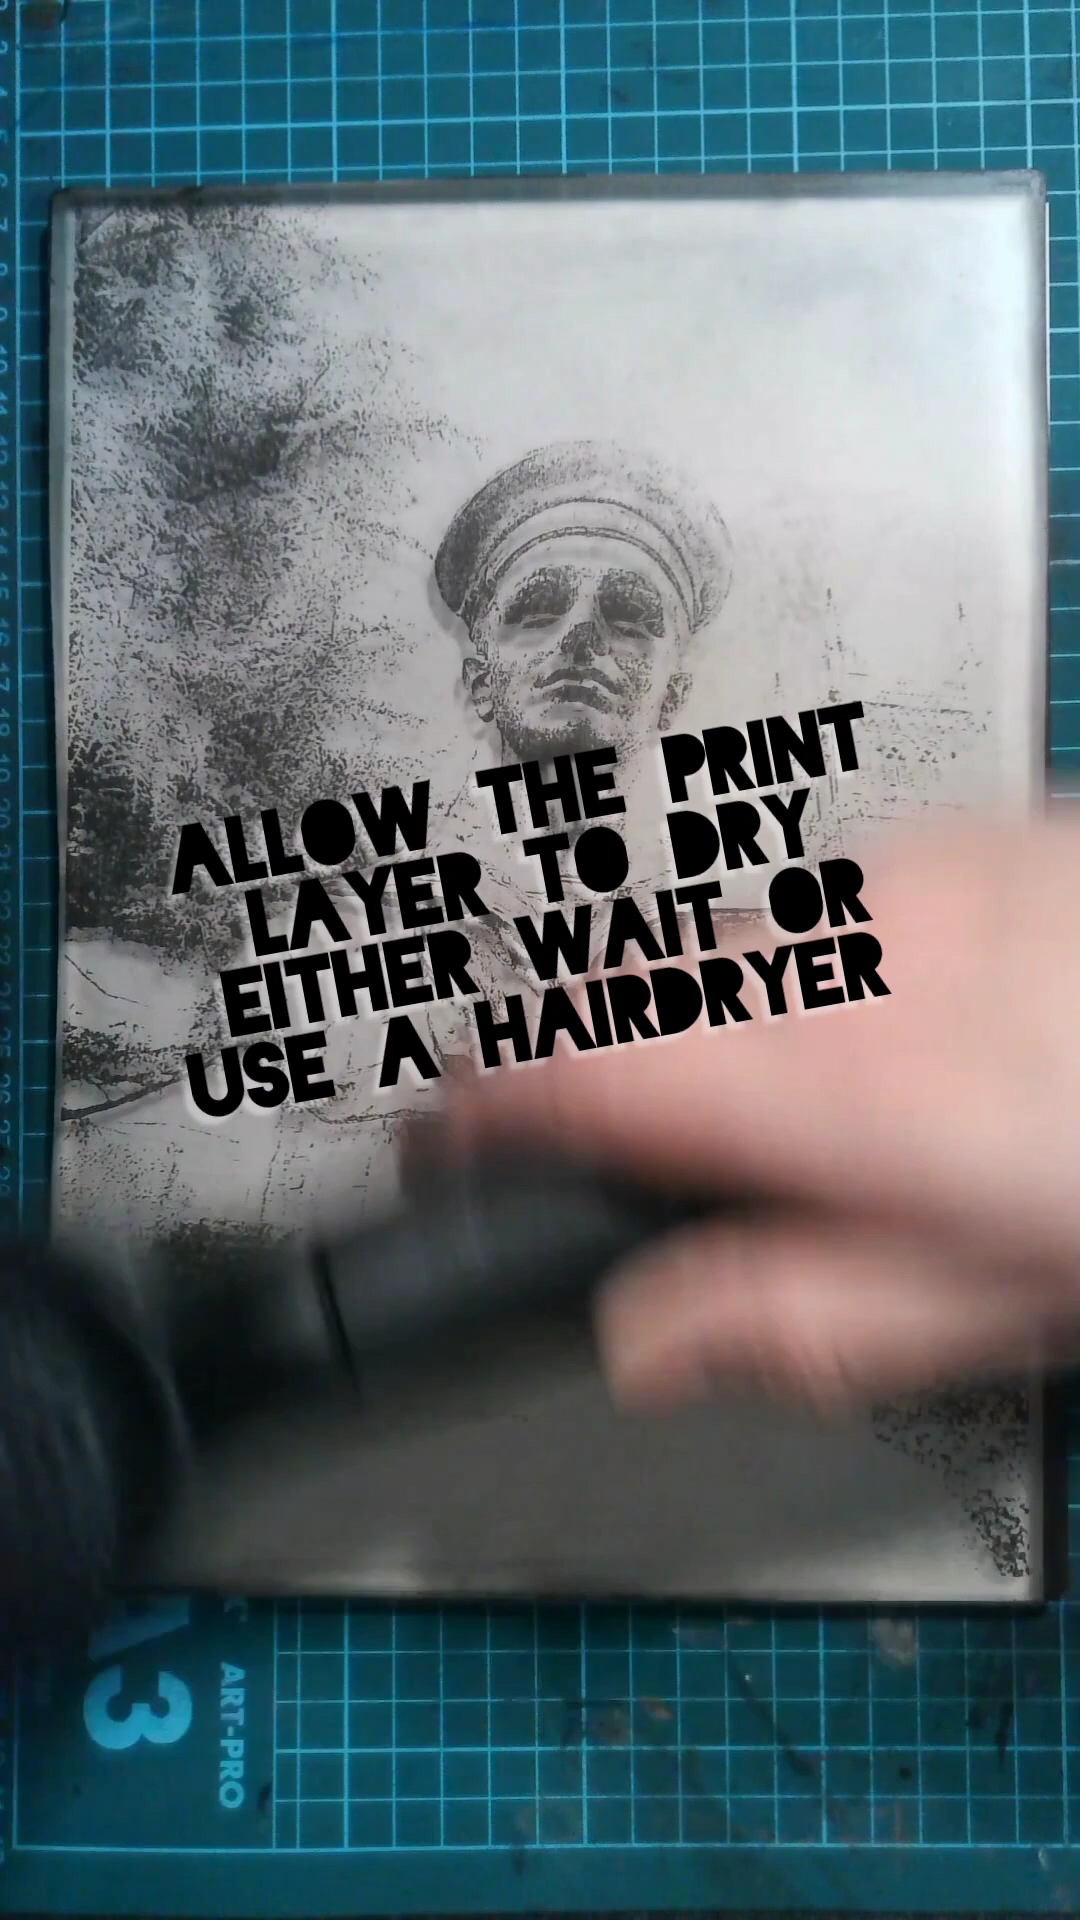 ALLOW THE PRINT
LAYER TO DRY
EITHER WAIT OR
USE A HAIRDRYER
A3
ART-PRO